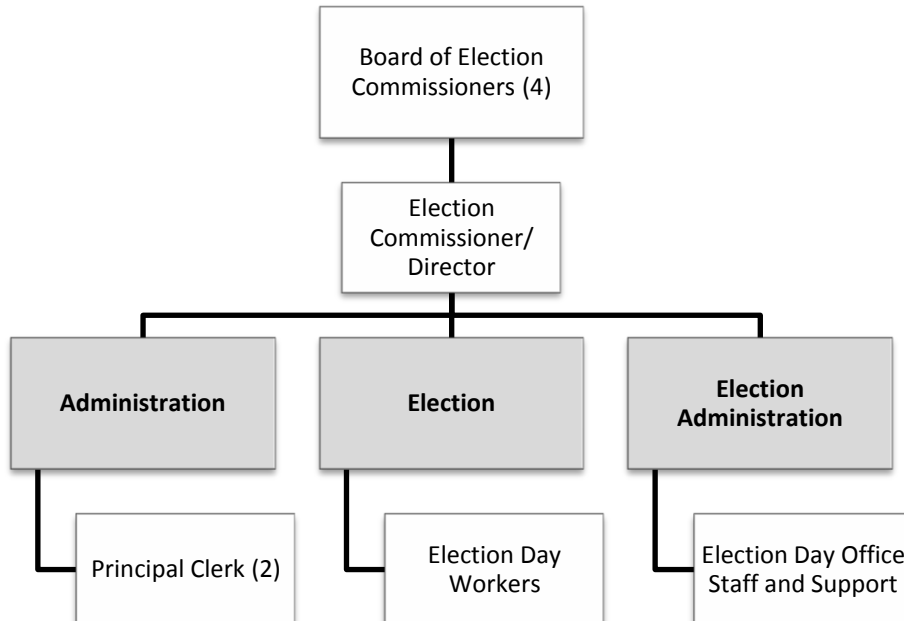 Board of Election
Commissioners (4)
Election
Commissioner/
Director
Administration
Election
Election
Administration
Principal Clerk (2)
Election Day
Workers
Election Day Office
Staff and Support